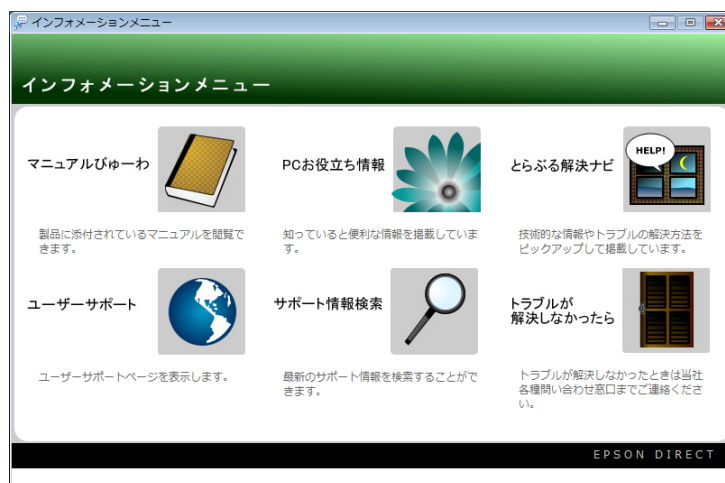 インフォメーションメニュー
インフォメーションメニュー
マニュアルびゅーわ
製品に添付されているマニュアルを閲覧で
きます。
PCお役立ち情報
知っていると便利な情報を掲載していま
す。
とらぶる解決ナビ
HELP!
技術的な情報やトラブルの解決方法を
ピックアップして掲載しています。
ユーザーサポート
ユーザーサポートページを表示します。
サポート情報検索
最新のサポート情報を検索することがで
きます。
トラブルが
解決しなかったら
トラブルが解決しなかったときは当社
各種問い合わせ窓口までご連絡くださ
い。
EPSON DIRECT